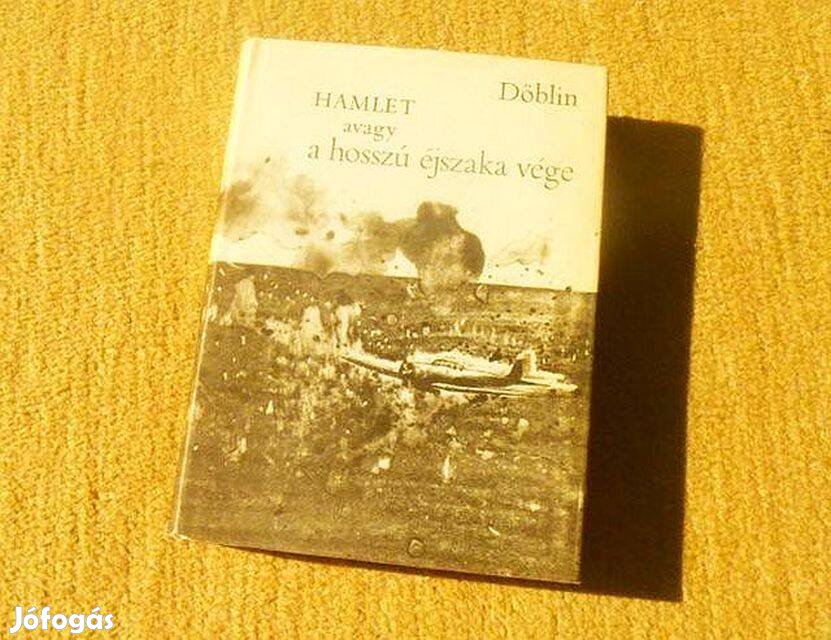 Döblin
HAMLET
avagy
a hosszú éjszaka vége
Jófogás